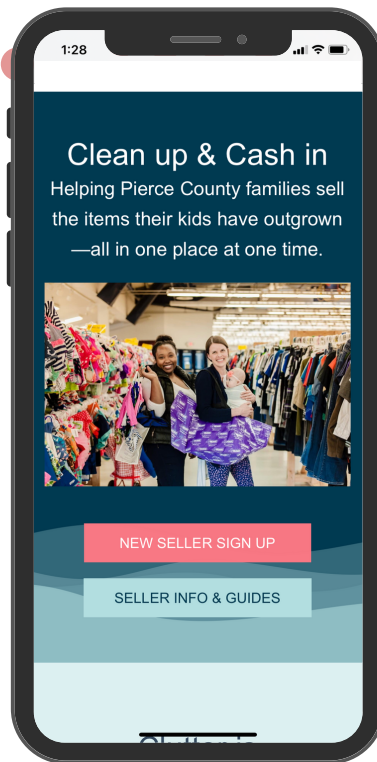 1:28
Clean up & Cash in
Helping Pierce County families sell
the items their kids have outgrown
—all in one place at one time.
NEW SELLER SIGN UP
SELLER INFO & GUIDES